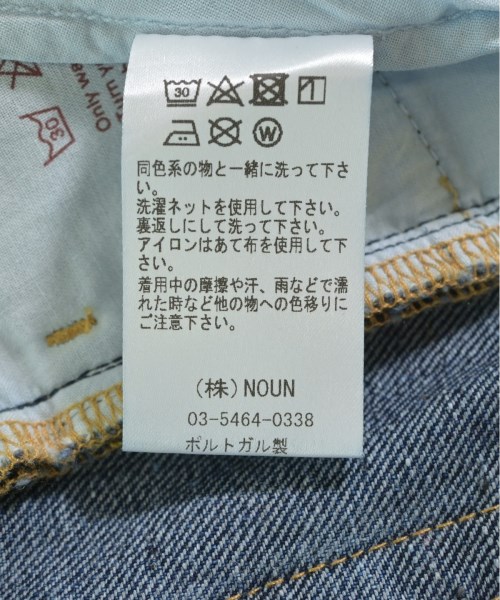 Only we
30
30
W
同色系の物と一緒に洗って下さ
い。
洗濯ネットを使用して下さい。
裏返しにして洗って下さい。
アイロンはあて布を使用して下
さい。
着用中の摩擦や汗、雨などで濡
れた時など他の物への色移りに
ご注意下さい。
(株) NOUN
03-5464-0338
ポルトガル製